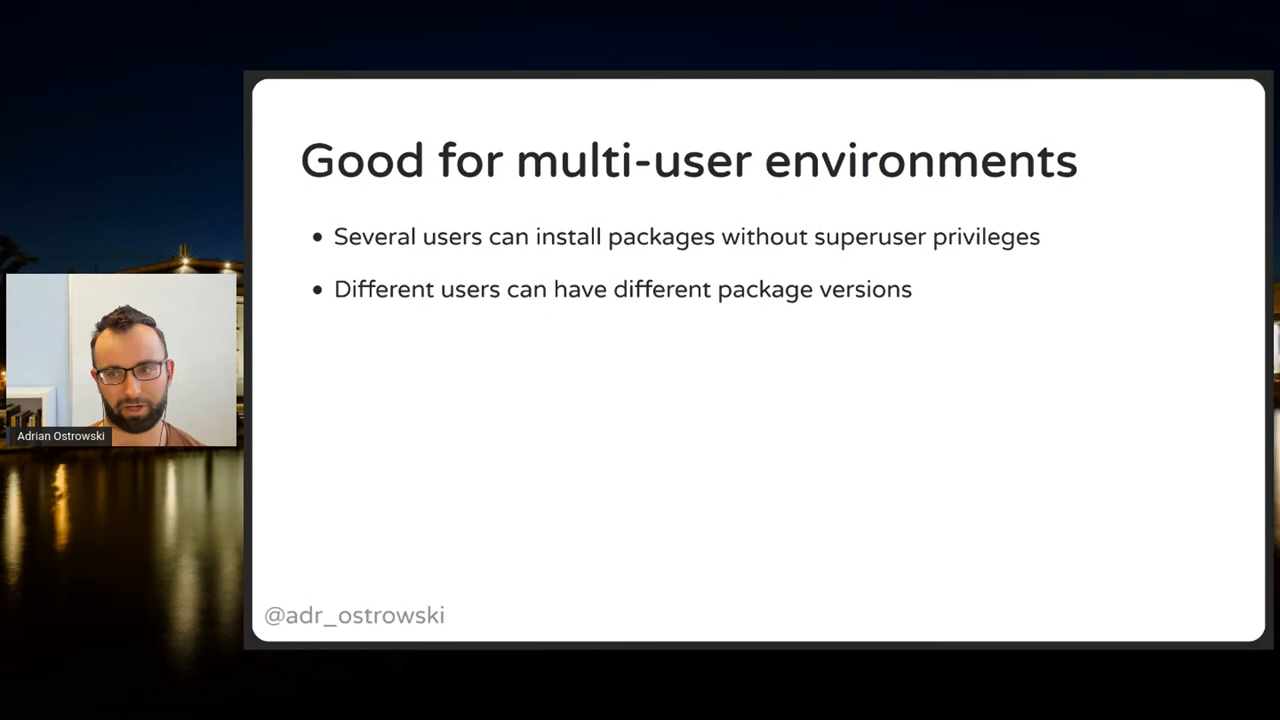 Good for multi-user environments
Several users can install packages without superuser privileges
Different users can have different package versions
Adrian Ostrowski
@adr_ostrowski